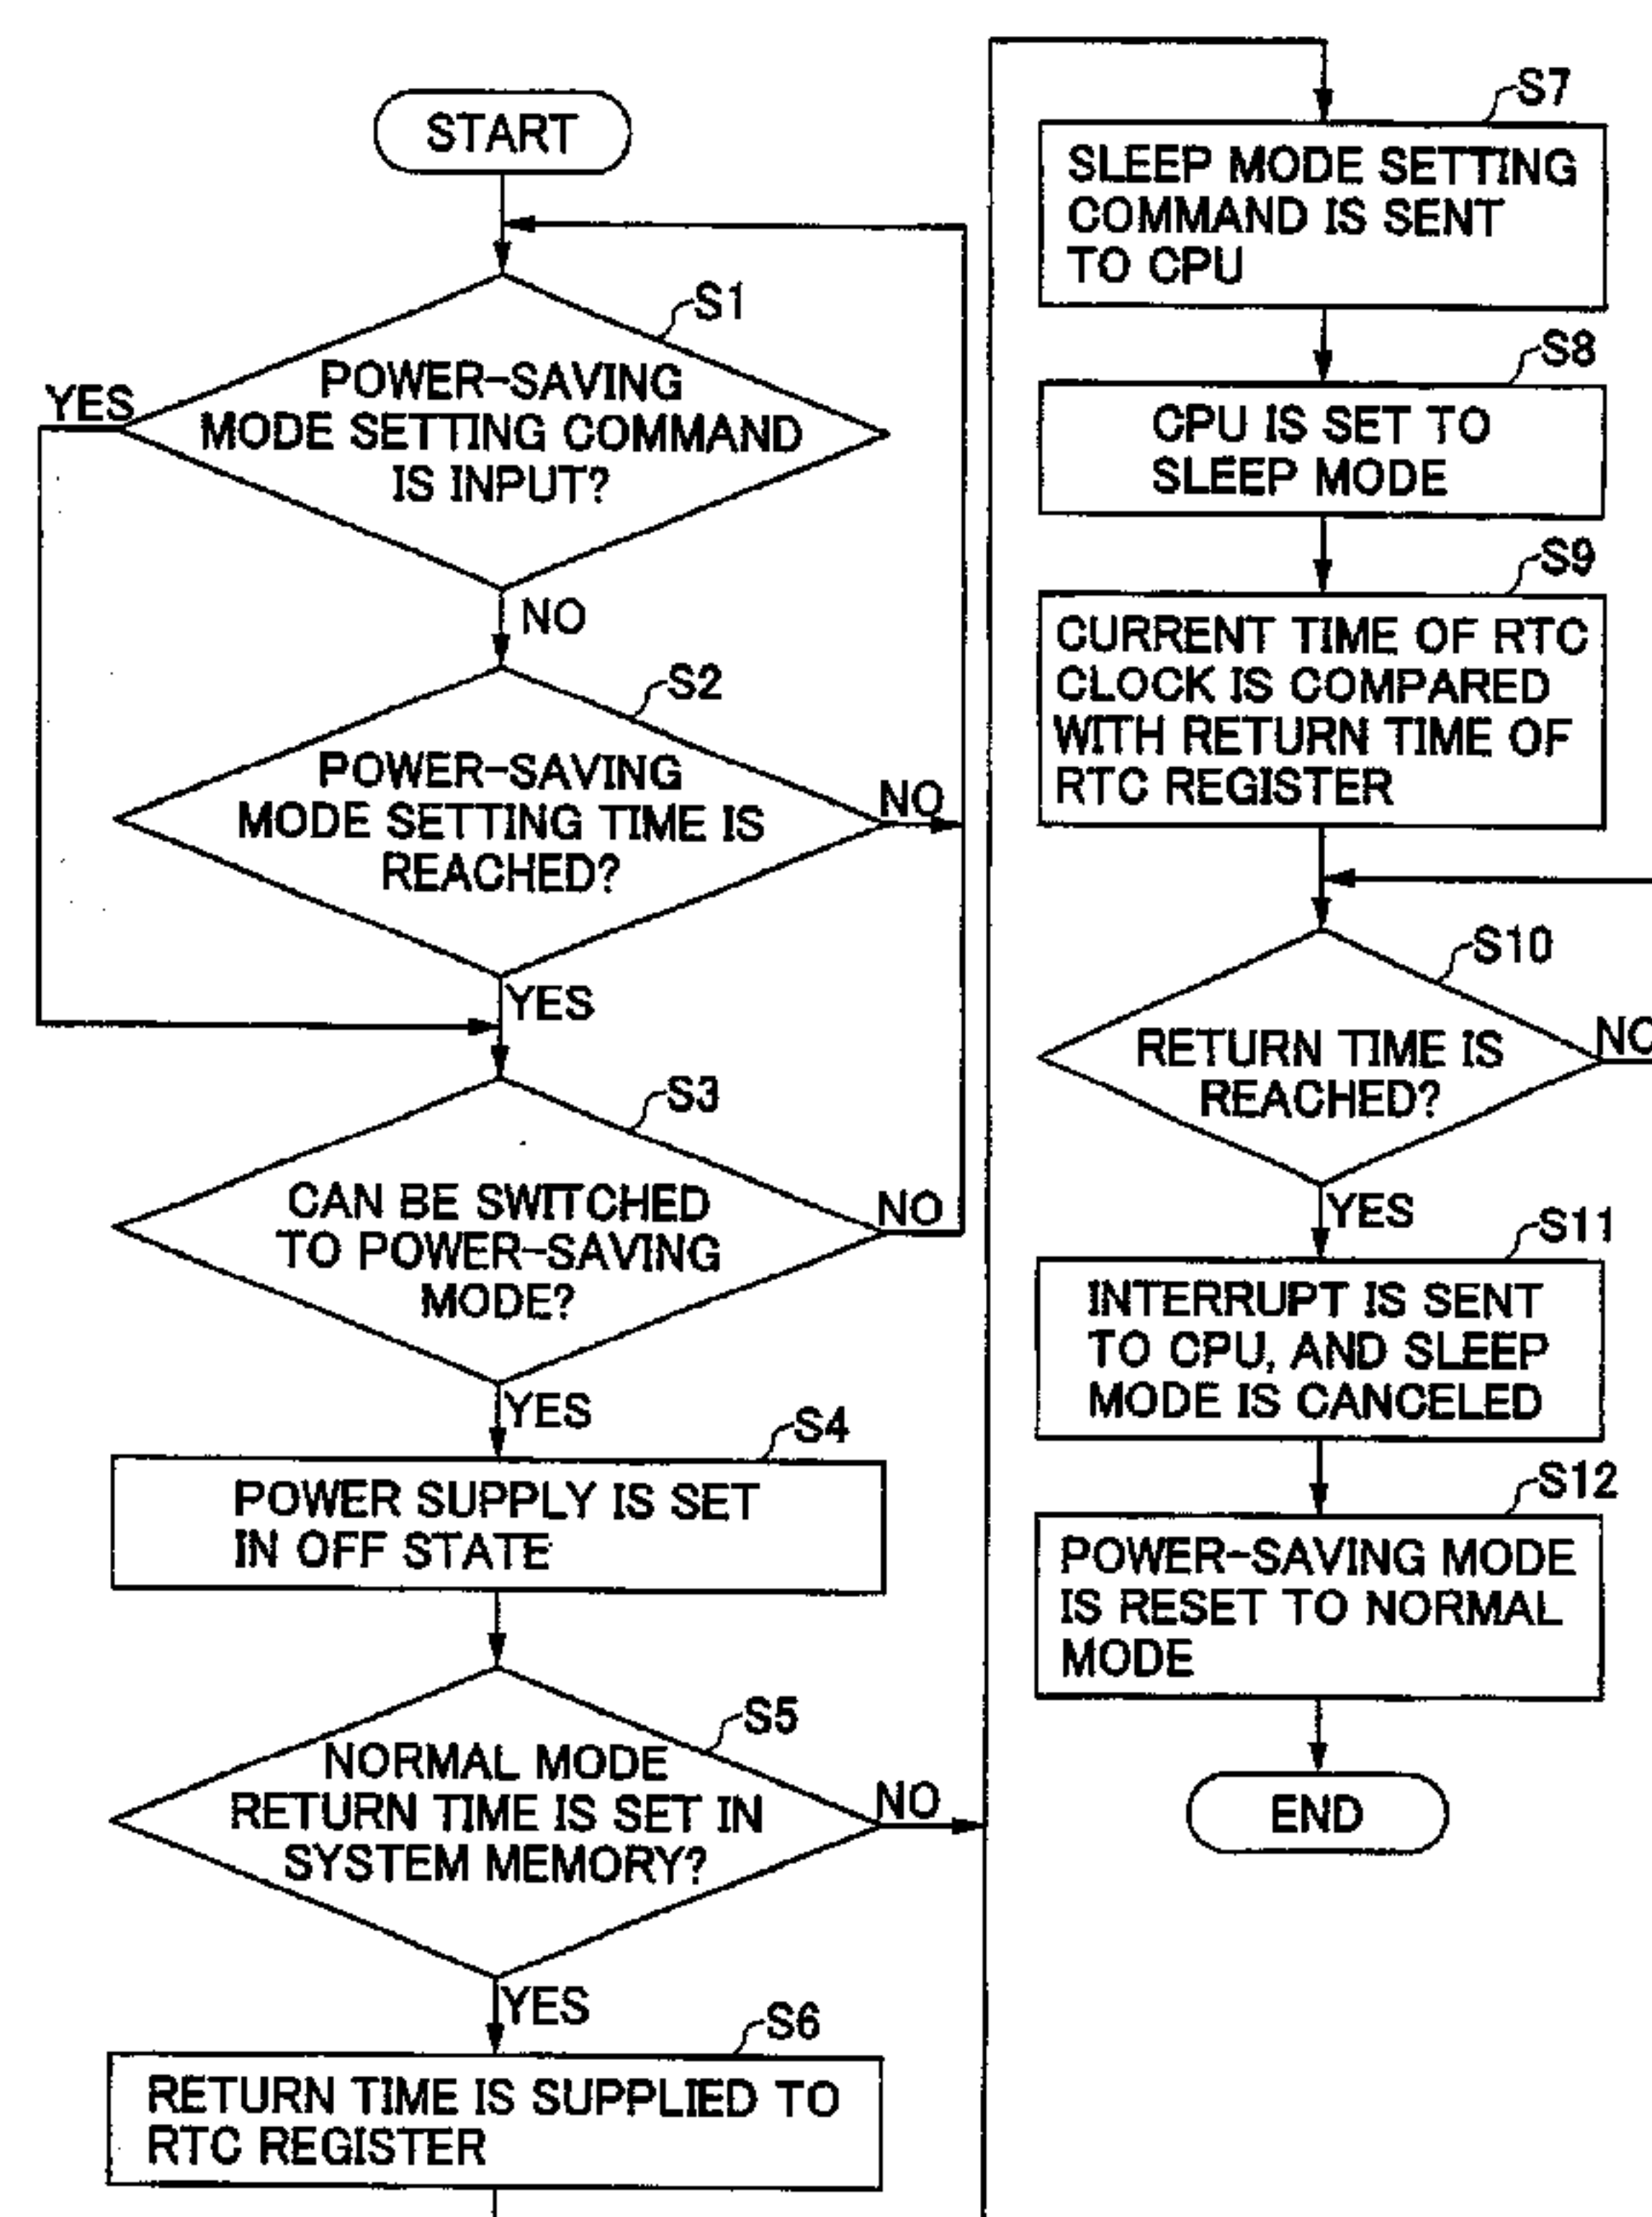 START
S1
POWER-SAVING
MODE SETTING COMMAND
IS INPUT?
YES
NO
S2
POWER-SAVING
MODE SETTING TIME IS
REACHED?
NO
YES
S3
CAN BE SWITCHED
TO POWER-SAVING
MODE?
NO
YES
S4
POWER SUPPLY IS SET
IN OFF STATE
S5
NORMAL MODE
RETURN TIME IS SET IN
SYSTEM MEMORY?
NO
YES
S6
RETURN TIME IS SUPPLIED TO
RTC REGISTER
S7
SLEEP MODE SETTING
COMMAND IS SENT
TO CPU
S8
CPU IS SET TO
SLEEP MODE
S9
CURRENT TIME OF RTC
CLOCK IS COMPARED
WITH RETURN TIME OF
RTC REGISTER
S10
RETURN TIME IS
REACHED?
NO
YES
S11
INTERRUPT IS SENT
TO CPU, AND SLEEP
MODE IS CANCELED
S12
POWER-SAVING MODE
IS RESET TO NORMAL
MODE
END